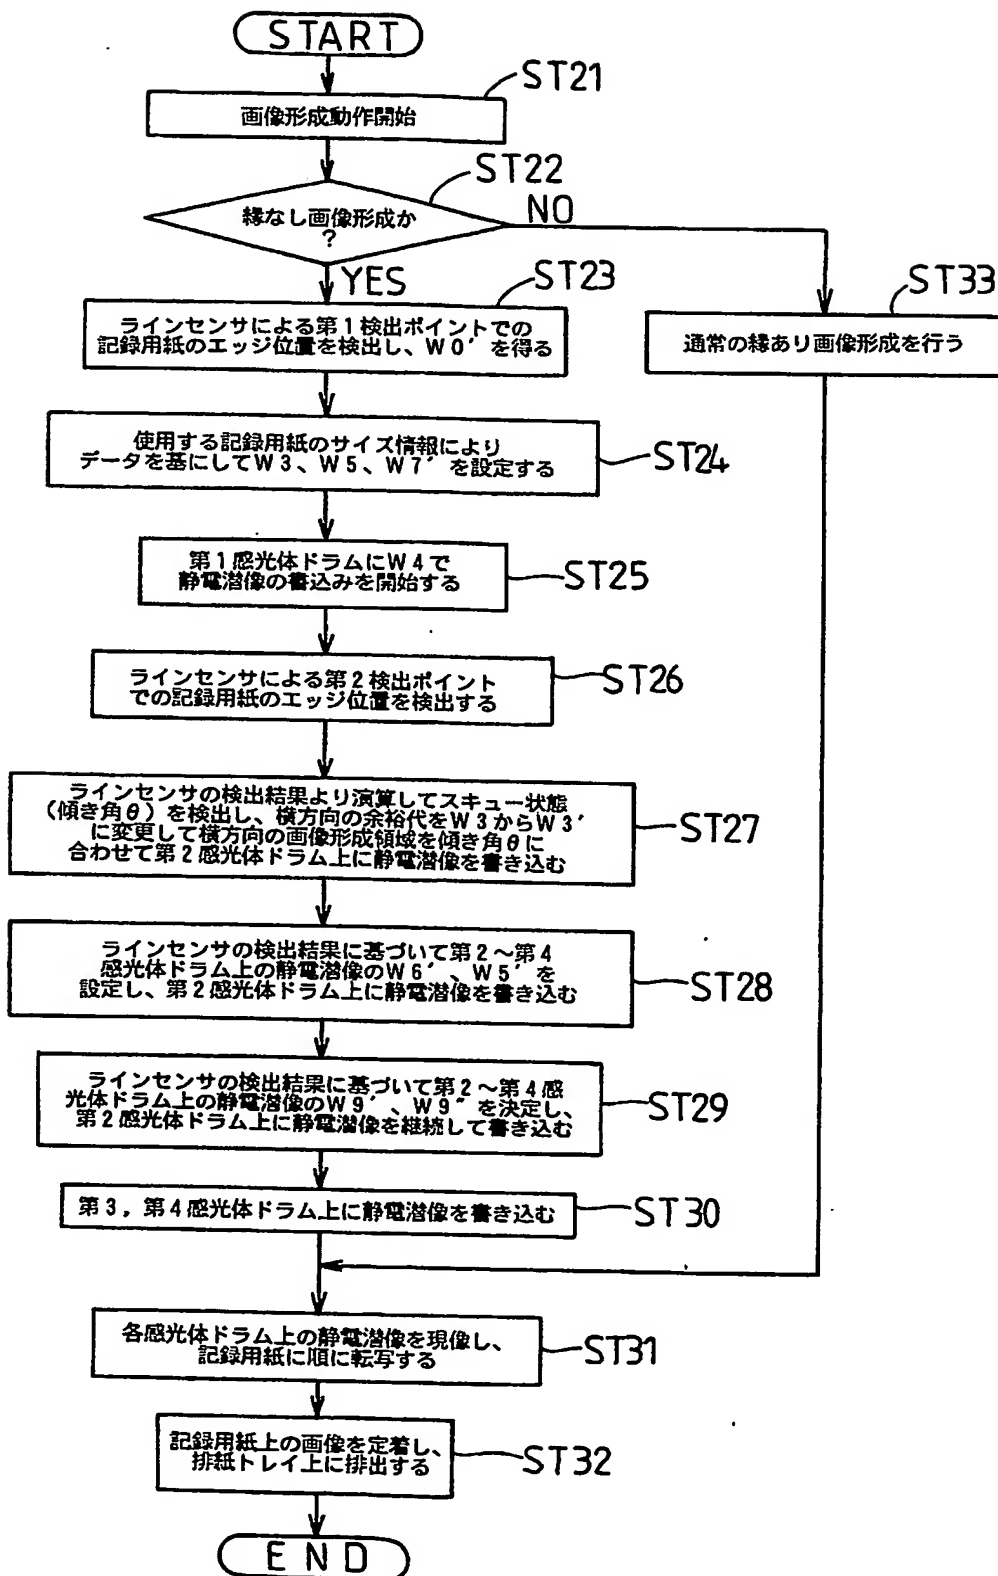 START
ST21
画像形成動作開始
ST22
縁なし画像形成か
?
NO
YES
ST23
ST33
ラインセンサによる第1検出ポイントでの
記録用紙のエッジ位置を検出し、W0′を得る
通常の縁あり画像形成を行う
使用する記録用紙のサイズ情報により
データを基にしてW3、W5、W7′を設定する
ST24
第1感光体ドラムにW4で
静電潜像の書込みを開始する
ST25
ラインセンサによる第2検出ポイント
での記録用紙のエッジ位置を検出する
ST26
ラインセンサの検出結果より演算してスキュー状態
(傾き角θ)を検出し、横方向の余裕代をW3からW3′
に変更して横方向の画像形成領域を傾き角θに
合わせて第2感光体ドラム上に静電潜像を書き込む
ST27
ラインセンサの検出結果に基づいて第2〜第4
感光体ドラム上の静電潜像のW6′、W5′を
設定し、第2感光体ドラム上に静電潜像を書き込む
ST28
ラインセンサの検出結果に基づいて第2〜第4感
光体ドラム上の静電潜像のW9′、W9″を決定し、
第2感光体ドラム上に静電潜像を継続して書き込む
ST29
第3,第4感光体ドラム上に静電潜像を書き込む
ST30
各感光体ドラム上の静電潜像を現像し、
記録用紙に順に転写する
ST31
記録用紙上の画像を定着し、
排紙トレイ上に排出する
ST32
END